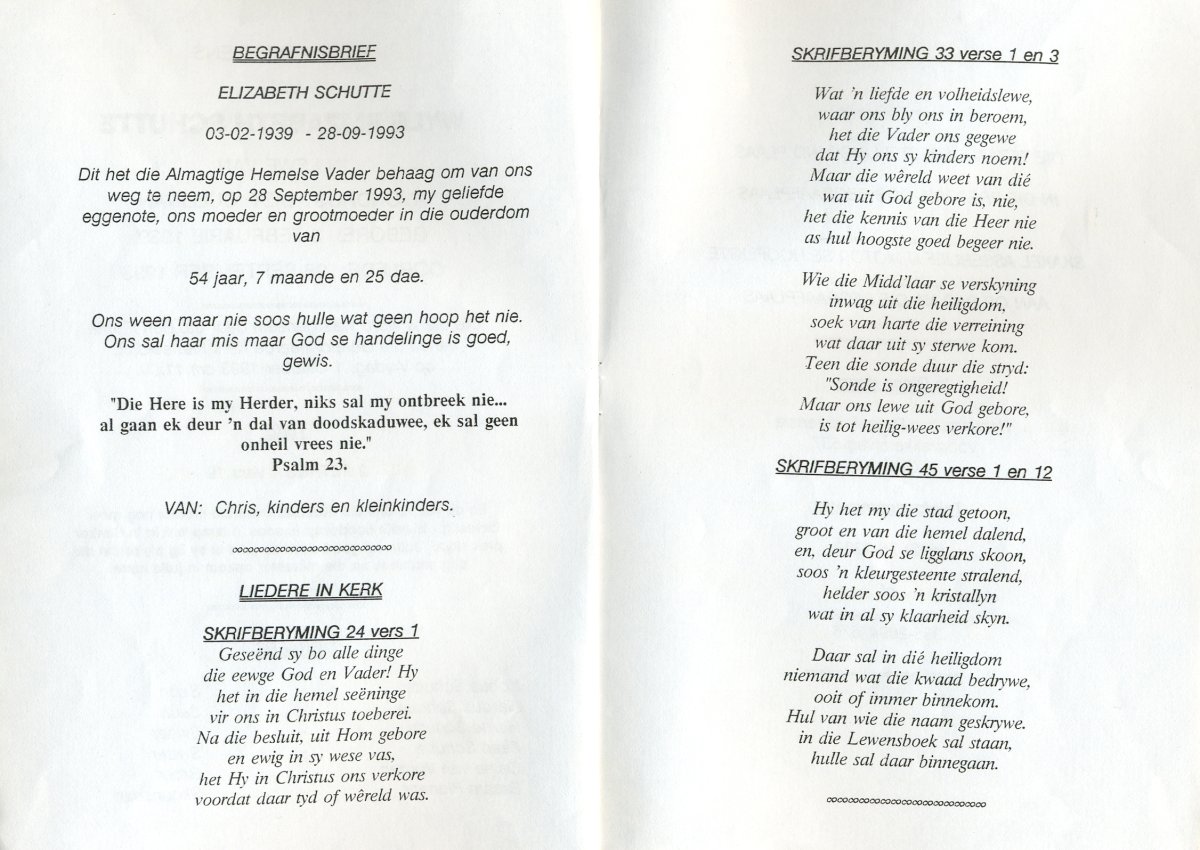 BEGRAFNISBRIEF
ELIZABETH SCHUTTE
03-02-1939 - 28-09-1993
Dit het die Almagtige Hemelse Vader behaag om van ons
weg te neem, op 28 September 1993, my geliefde
eggenote, ons moeder en grootmoeder in die ouderdom
van
54 jaar, 7 maande en 25 dae.
Ons ween maar nie soos hulle wat geen hoop het nie.
Ons sal haar mis maar God se handelinge is goed,
gewis.
"Die Here is my Herder, niks sal my ontbreek nie...
al gaan ek deur 'n dal van doodskaduwee, ek sal geen
onheil vrees nie."
Psalm 23.
VAN: Chris, kinders en kleinkinders.
LIEDERE IN KERK
SKRIFBERYMING 24 vers 1
Geseënd sy bo alle dinge
die eewge God en Vader! Hy
het in die hemel seëninge
vir ons in Christus toeberei.
Na die besluit, uit Hom gebore
en ewig in sy wese vas,
het Hy in Christus ons verkore
voordat daar tyd of wêreld was.
SKRIFBERYMING 33 verse 1 en 3
Wat 'n liefde en volheidslewe,
waar ons bly ons in beroem,
het die Vader ons gegewe
dat Hy ons sy kinders noem!
Maar die wêreld weet van dié
wat uit God gebore is, nie,
het die kennis van die Heer nie
as hul hoogste goed begeer nie.
Wie die Midd'laar se verskyning
inwag uit die heiligdom,
soek van harte die verreining
wat daar uit sy sterwe kom.
Teen die sonde duur die stryd:
"Sonde is ongeregtigheid!
Maar ons lewe uit God gebore,
is tot heilig-wees verkore!"
SKRIFBERYMING 45 verse 1 en 12
Hy het my die stad getoon,
groot en van die hemel dalend,
en, deur God se ligglans skoon,
soos 'n kleurgesteente stralend,
helder soos 'n kristallyn
wat in al sy klaarheid skyn.
Daar sal in dié heiligdom
niemand wat die kwaad bedrywe,
ooit of immer binnekom.
Hul van wie die naam geskrywe.
in die Lewensboek sal staan,
hulle sal daar binnegaan.